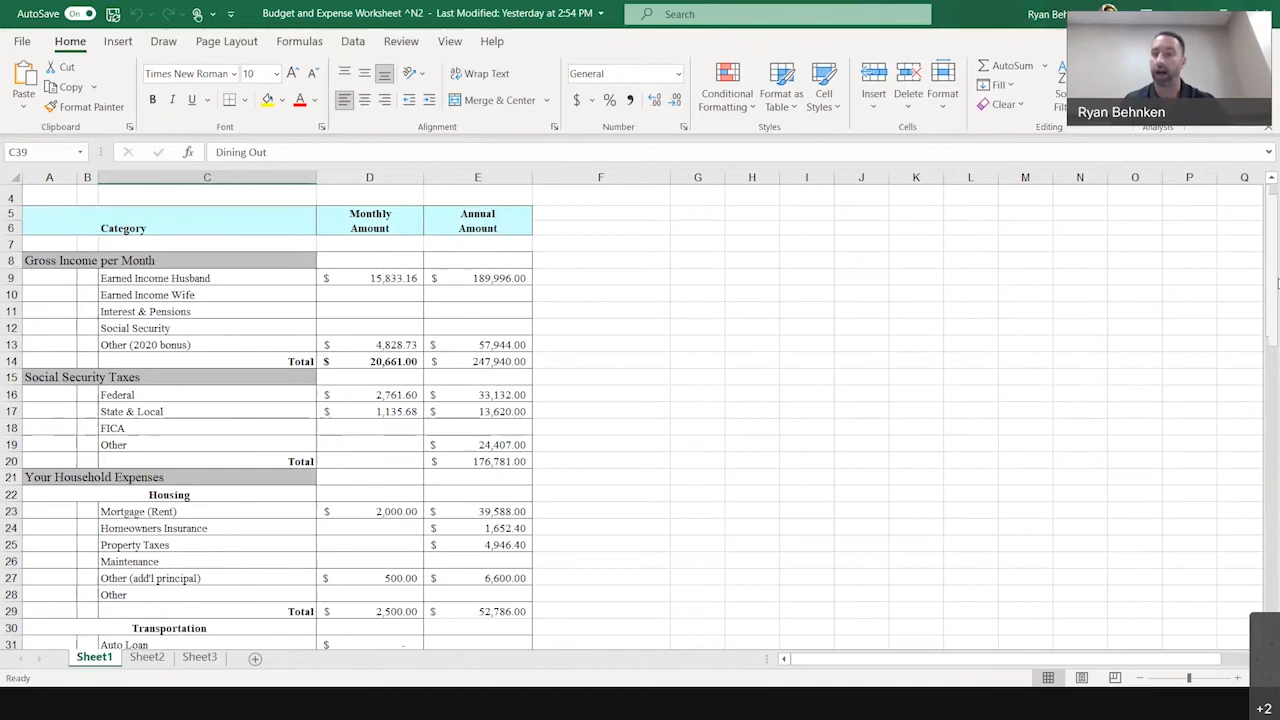 AutoSave On Budget and Expense Worksheet ^N2 - Last Modified: Yesterday at 2:54 PM Search Ryan Beh
File Home Insert Draw Page Layout Formulas Data Review View Help
Paste Cut Copy Format Painter Clipboard
Times New Roman 10 B I U A Font
Wrap Text Merge & Center Alignment
General $ % , Number
Conditional Formatting Format as Table Cell Styles Styles
Insert Delete Format Cells
AutoSum Fill Clear Editing Analysis
Ryan Behnken
C39 fx Dining Out
A B C D E F G H I J K L M N O P Q
4
5 Monthly Annual
6 Category Amount Amount
7
8 Gross Income per Month
9 Earned Income Husband $ 15,833.16 $ 189,996.00
10 Earned Income Wife
11 Interest & Pensions
12 Social Security
13 Other (2020 bonus) $ 4,828.73 $ 57,944.00
14 Total $ 20,661.00 $ 247,940.00
15 Social Security Taxes
16 Federal $ 2,761.60 $ 33,132.00
17 State & Local $ 1,135.68 $ 13,620.00
18 FICA
19 Other $ 24,407.00
20 Total $ 176,781.00
21 Your Household Expenses
22 Housing
23 Mortgage (Rent) $ 2,000.00 $ 39,588.00
24 Homeowners Insurance $ 1,652.40
25 Property Taxes $ 4,946.40
26 Maintenance
27 Other (add'l principal) $ 500.00 $ 6,600.00
28 Other
29 Total $ 2,500.00 $ 52,786.00
30 Transportation
31 Auto Loan $ -
Sheet1 Sheet2 Sheet3
Ready
+2